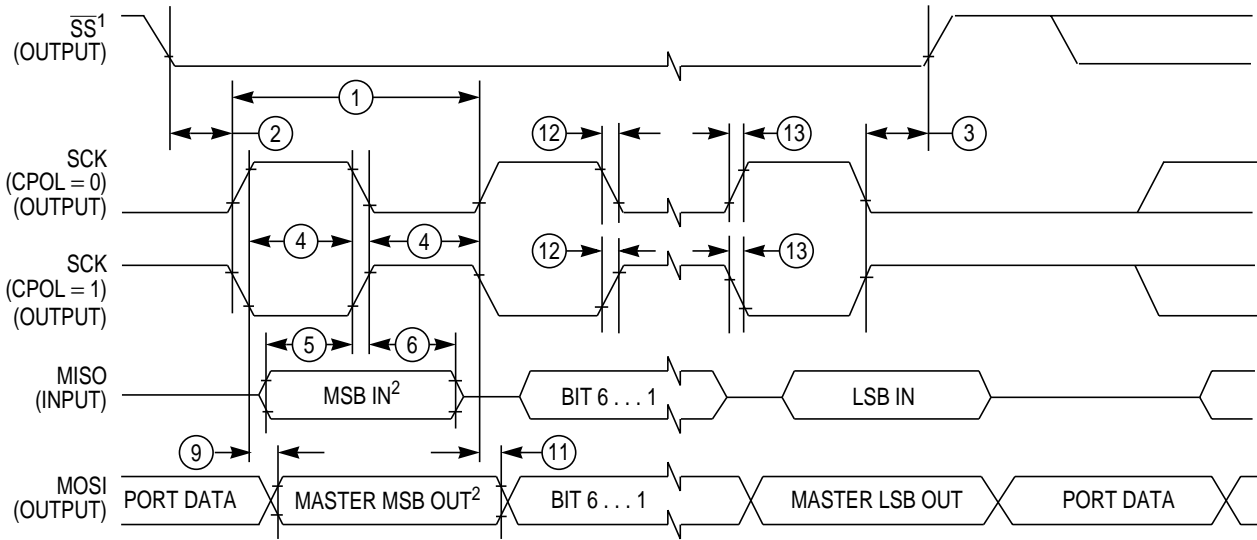 SS¹
(OUTPUT)
1
2
12
13
3
SCK
(CPOL = 0)
(OUTPUT)
4
4
12
13
SCK
(CPOL = 1)
(OUTPUT)
5
6
MISO
(INPUT)
MSB IN²
BIT 6 . . . 1
LSB IN
9
11
MOSI
(OUTPUT)
PORT DATA
MASTER MSB OUT²
BIT 6 . . . 1
MASTER LSB OUT
PORT DATA